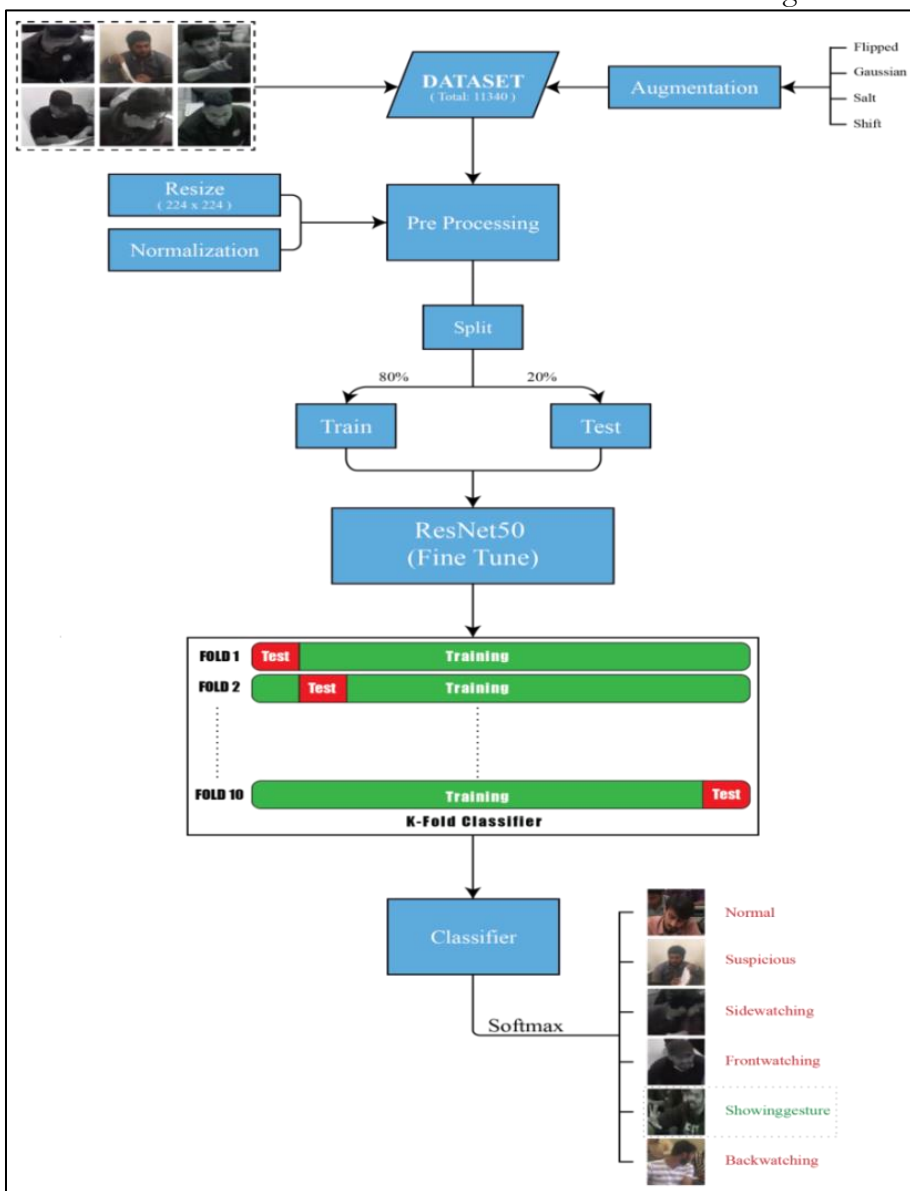 DATASET
( Total: 11340 )
Augmentation
Flipped
Gaussian
Salt
Shift
Resize
( 224 x 224 )
Normalization
Pre Processing
Split
80%
20%
Train
Test
ResNet50
(Fine Tune)
FOLD 1 Test Training
FOLD 2 Test Training
FOLD 10 Training Test
K-Fold Classifier
Classifier
Softmax
Normal
Suspicious
Sidewatching
Frontwatching
Showinggesture
Backwatching